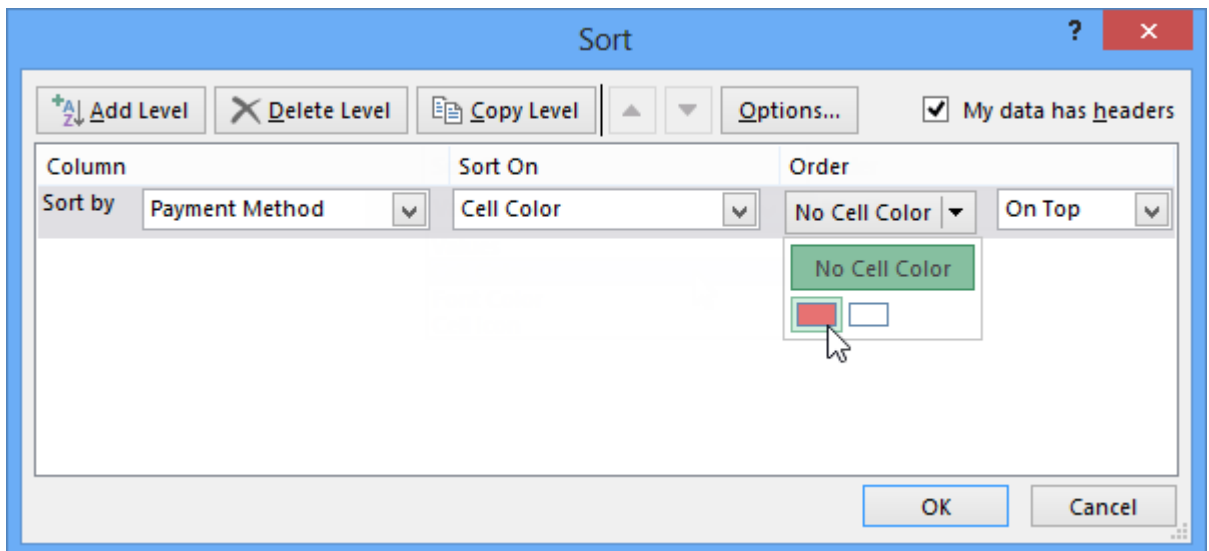 Sort ?
Add Level Delete Level Copy Level Options... My data has headers
Column Sort On Order
Sort by Payment Method Cell Color No Cell Color On Top
No Cell Color
OK Cancel